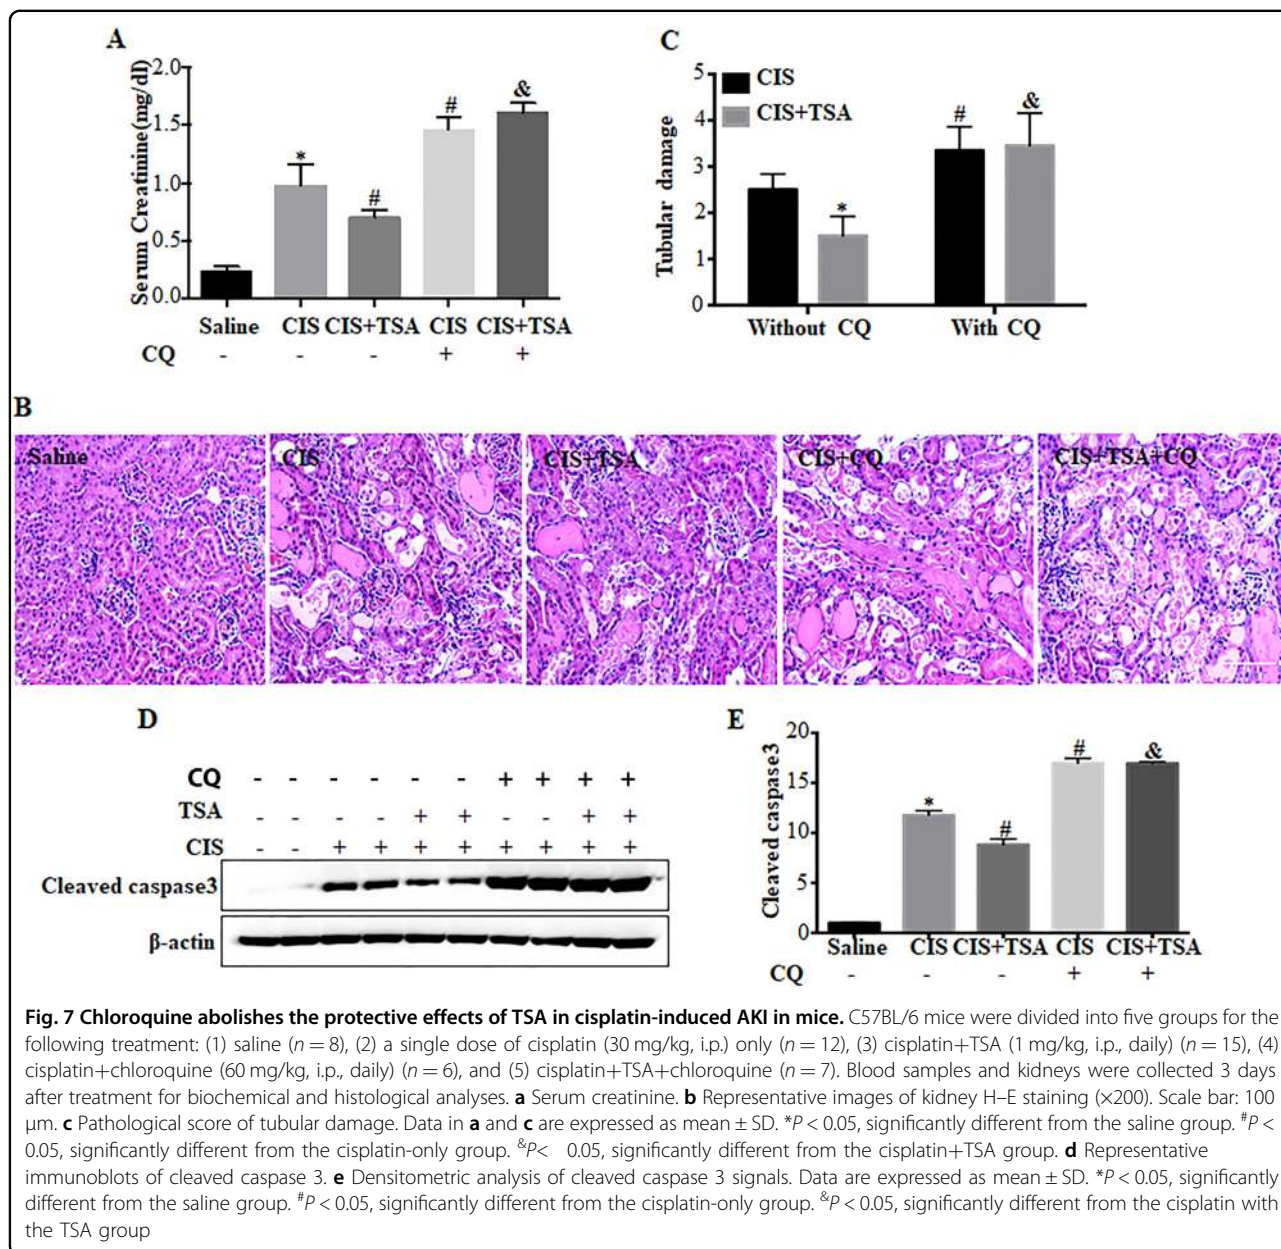 A
Serum Creatinine(mg/dl)
2.0
1.5
1.0
0.5
0.0
*
#
#
&
Saline CIS CIS+TSA CIS CIS+TSA
CQ - - - + +
C
Tubular damage
5
4
3
2
1
0
CIS
CIS+TSA
*
#
&
Without CQ With CQ
B
Saline CIS CIS+TSA CIS+CQ CIS+TSA+CQ
D
CQ - - - - - - + + + +
TSA - - - - + + - - + +
CIS - - + + + + + + + +
Cleaved caspase3
β-actin
E
Cleaved caspase3
20
15
10
5
0
*
#
#
&
Saline CIS CIS+TSA CIS CIS+TSA
CQ - - - + +
Fig. 7 Chloroquine abolishes the protective effects of TSA in cisplatin-induced AKI in mice. C57BL/6 mice were divided into five groups for the
following treatment: (1) saline (n = 8), (2) a single dose of cisplatin (30 mg/kg, i.p.) only (n = 12), (3) cisplatin+TSA (1 mg/kg, i.p., daily) (n = 15), (4)
cisplatin+chloroquine (60 mg/kg, i.p., daily) (n = 6), and (5) cisplatin+TSA+chloroquine (n = 7). Blood samples and kidneys were collected 3 days
after treatment for biochemical and histological analyses. a Serum creatinine. b Representative images of kidney H–E staining (×200). Scale bar: 100
μm. c Pathological score of tubular damage. Data in a and c are expressed as mean ± SD. *P < 0.05, significantly different from the saline group. #P <
0.05, significantly different from the cisplatin-only group. &P< 0.05, significantly different from the cisplatin+TSA group. d Representative
immunoblots of cleaved caspase 3. e Densitometric analysis of cleaved caspase 3 signals. Data are expressed as mean ± SD. *P < 0.05, significantly
different from the saline group. #P < 0.05, significantly different from the cisplatin-only group. &P < 0.05, significantly different from the cisplatin with
the TSA group